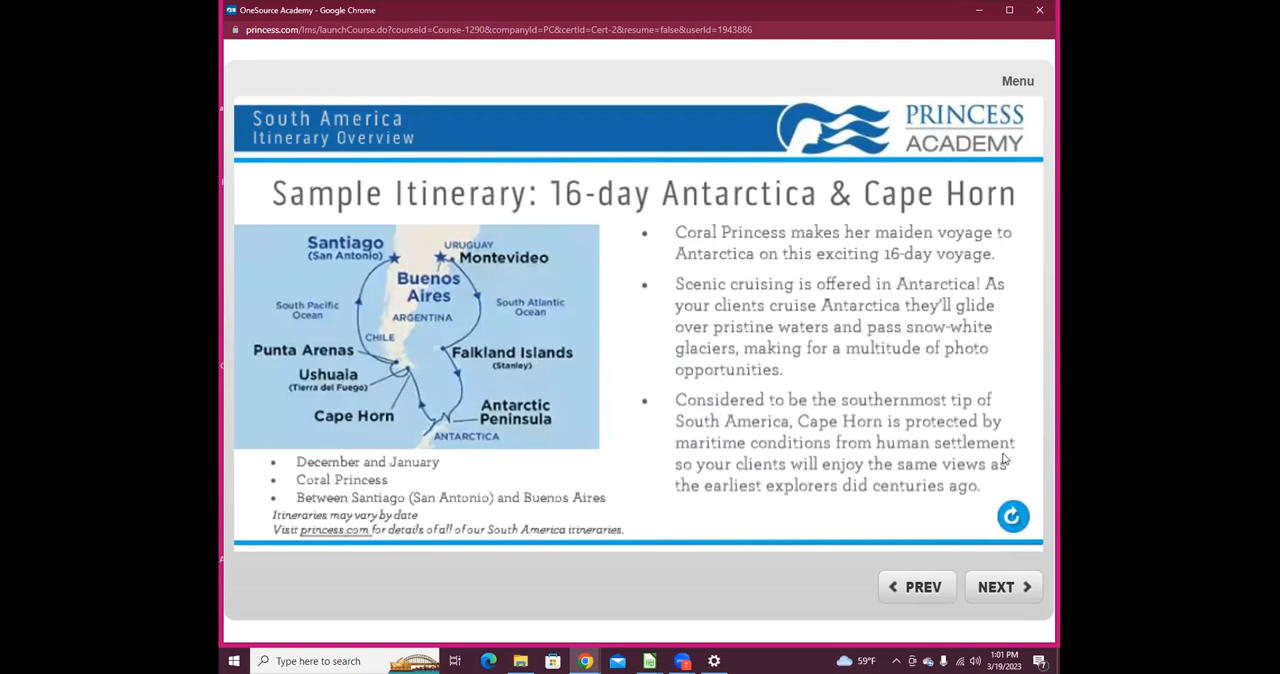 OneSource Academy - Google Chrome
princess.com/lms/launchCourse.do?courseId=Course-1290&companyId=PC&certId=Cert-2&resume=false&userId=1943886
Menu
South America
Itinerary Overview
PRINCESS
ACADEMY
Sample Itinerary: 16-day Antarctica & Cape Horn
Santiago
(San Antonio)
URUGUAY
Montevideo
Buenos
Aires
South Pacific
Ocean
South Atlantic
Ocean
ARGENTINA
CHILE
Punta Arenas
Falkland Islands
(Stanley)
Ushuaia
(Tierra del Fuego)
Cape Horn
Antarctic
Peninsula
ANTARCTICA
• December and January
• Coral Princess
• Between Santiago (San Antonio) and Buenos Aires
Itineraries may vary by date
Visit princess.com for details of all of our South America itineraries.
• Coral Princess makes her maiden voyage to
Antarctica on this exciting 16-day voyage.
• Scenic cruising is offered in Antarctica! As
your clients cruise Antarctica they'll glide
over pristine waters and pass snow-white
glaciers, making for a multitude of photo
opportunities.
• Considered to be the southernmost tip of
South America, Cape Horn is protected by
maritime conditions from human settlement
so your clients will enjoy the same views as
the earliest explorers did centuries ago.
PREV
NEXT
Type here to search
59°F
1:01 PM
3/19/2023